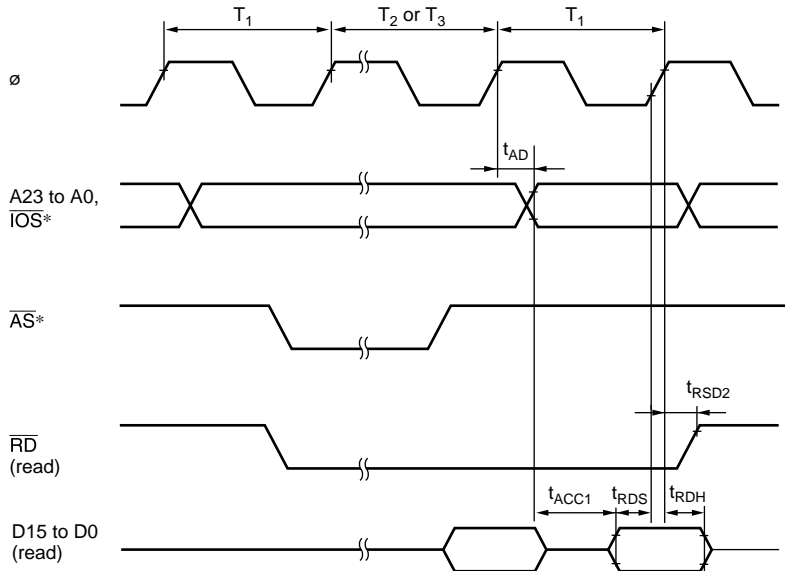 T1
T2 or T3
T1
ø
tAD
A23 to A0,
IOS*
AS*
tRSD2
RD
(read)
tACC1
tRDS
tRDH
D15 to D0
(read)